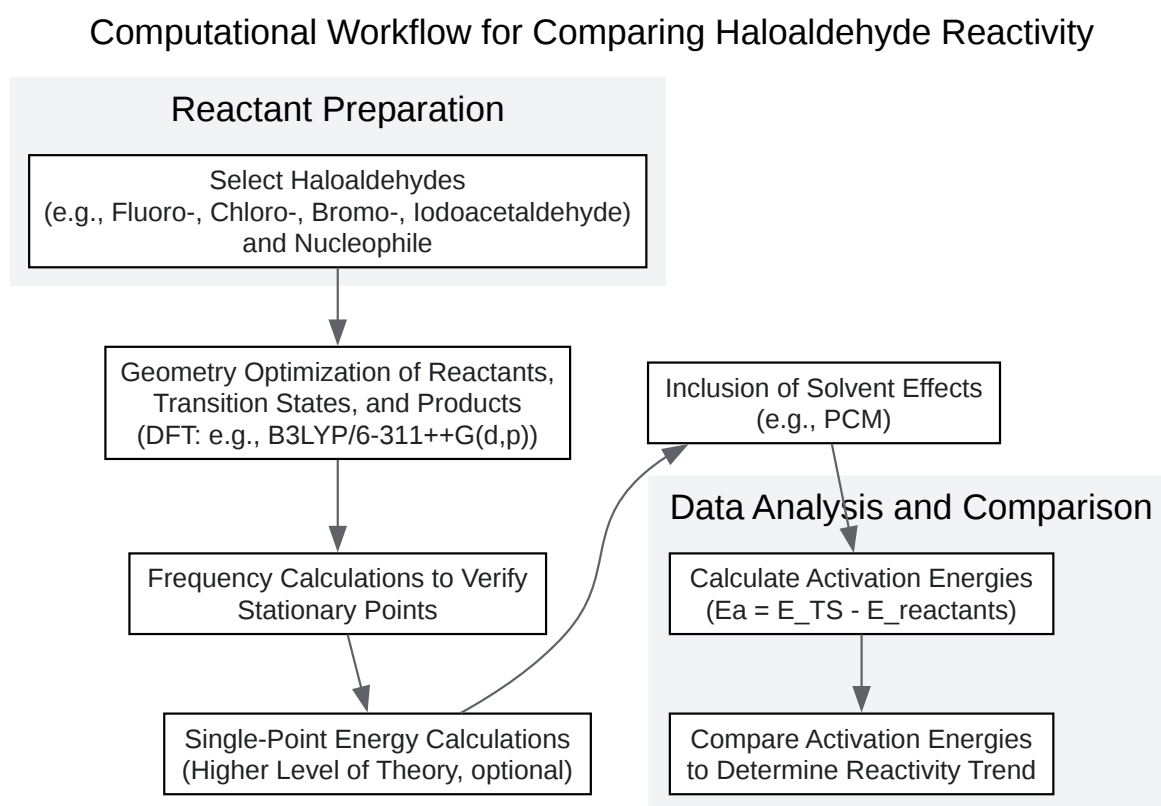 Computational Workflow for Comparing Haloaldehyde Reactivity
Reactant Preparation
Select Haloaldehydes
(e.g., Fluoro-, Chloro-, Bromo-, Iodoacetaldehyde)
and Nucleophile
Geometry Optimization of Reactants,
Transition States, and Products
(DFT: e.g., B3LYP/6-311++G(d,p))
Frequency Calculations to Verify
Stationary Points
Single-Point Energy Calculations
(Higher Level of Theory, optional)
Inclusion of Solvent Effects
(e.g., PCM)
Data Analysis and Comparison
Calculate Activation Energies
(Ea = E_TS - E_reactants)
Compare Activation Energies
to Determine Reactivity Trend